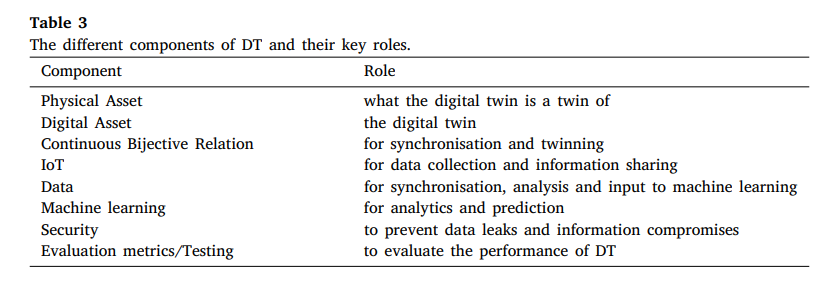 Table 3
The different components of DT and their key roles.
Component Role
Physical Asset what the digital twin is a twin of
Digital Asset the digital twin
Continuous Bijective Relation for synchronisation and twinning
IoT for data collection and information sharing
Data for synchronisation, analysis and input to machine learning
Machine learning for analytics and prediction
Security to prevent data leaks and information compromises
Evaluation metrics/Testing to evaluate the performance of DT